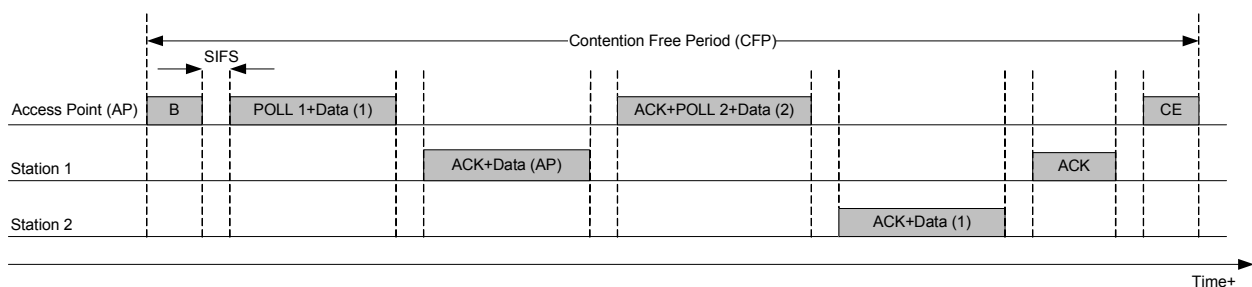 Contention Free Period (CFP)
SIFS
Access Point (AP)
B
POLL 1+Data (1)
ACK+POLL 2+Data (2)
CE
Station 1
ACK+Data (AP)
ACK
Station 2
ACK+Data (1)
Time+